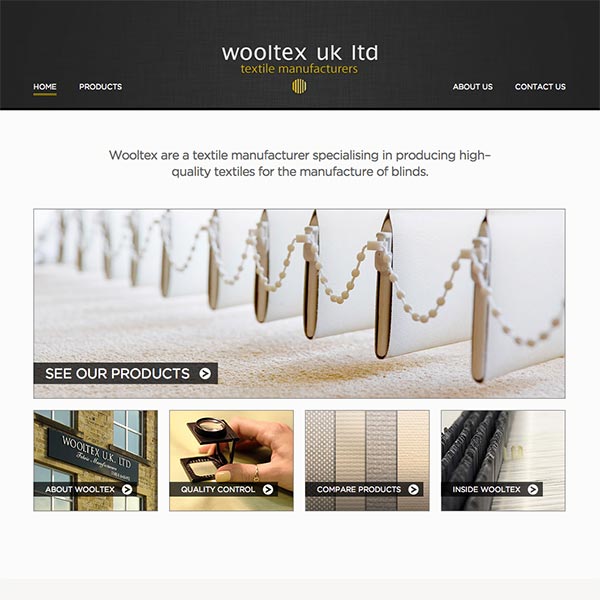 wooltex uk ltd
textile manufacturers
HOME PRODUCTS ABOUT US CONTACT US
Wooltex are a textile manufacturer specialising in producing high–
quality textiles for the manufacture of blinds.
SEE OUR PRODUCTS
WOOLTEX U.K. LTD
Fabric Manufacturers
ABOUT WOOLTEX
QUALITY CONTROL
COMPARE PRODUCTS
INSIDE WOOLTEX